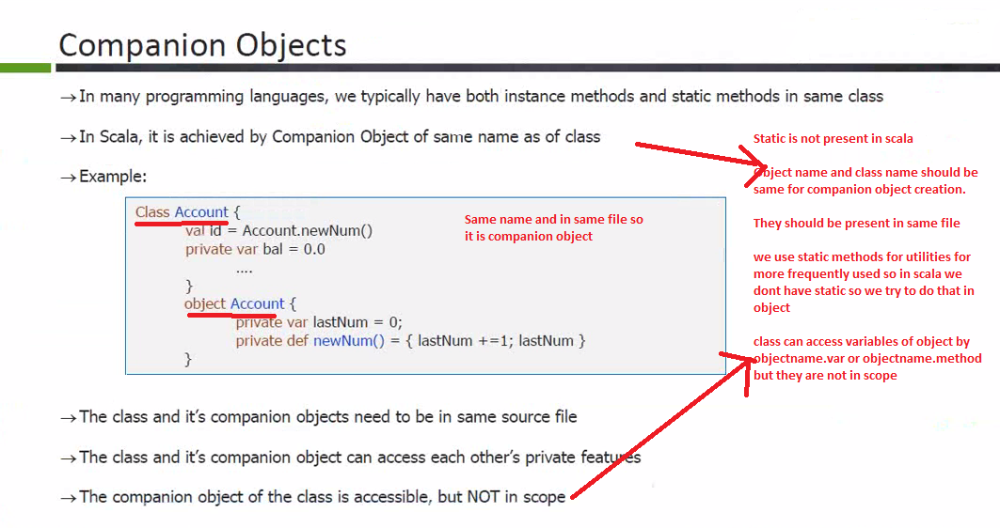 Companion Objects
→In many programming languages, we typically have both instance methods and static methods in same class
→In Scala, it is achieved by Companion Object of same name as of class
→Example:
Class Account {
val id = Account.newNum()
private var bal = 0.0
....
}
object Account {
private var lastNum = 0;
private def newNum() = { lastNum +=1; lastNum }
}
Same name and in same file so
it is companion object
→The class and it's companion objects need to be in same source file
→The class and it's companion object can access each other's private features
→The companion object of the class is accessible, but NOT in scope
Static is not present in scala
Object name and class name should be
same for companion object creation.
They should be present in same file
we use static methods for utilities for
more frequently used so in scala we
dont have static so we try to do that in
object
class can access variables of object by
objectname.var or objectname.method
but they are not in scope